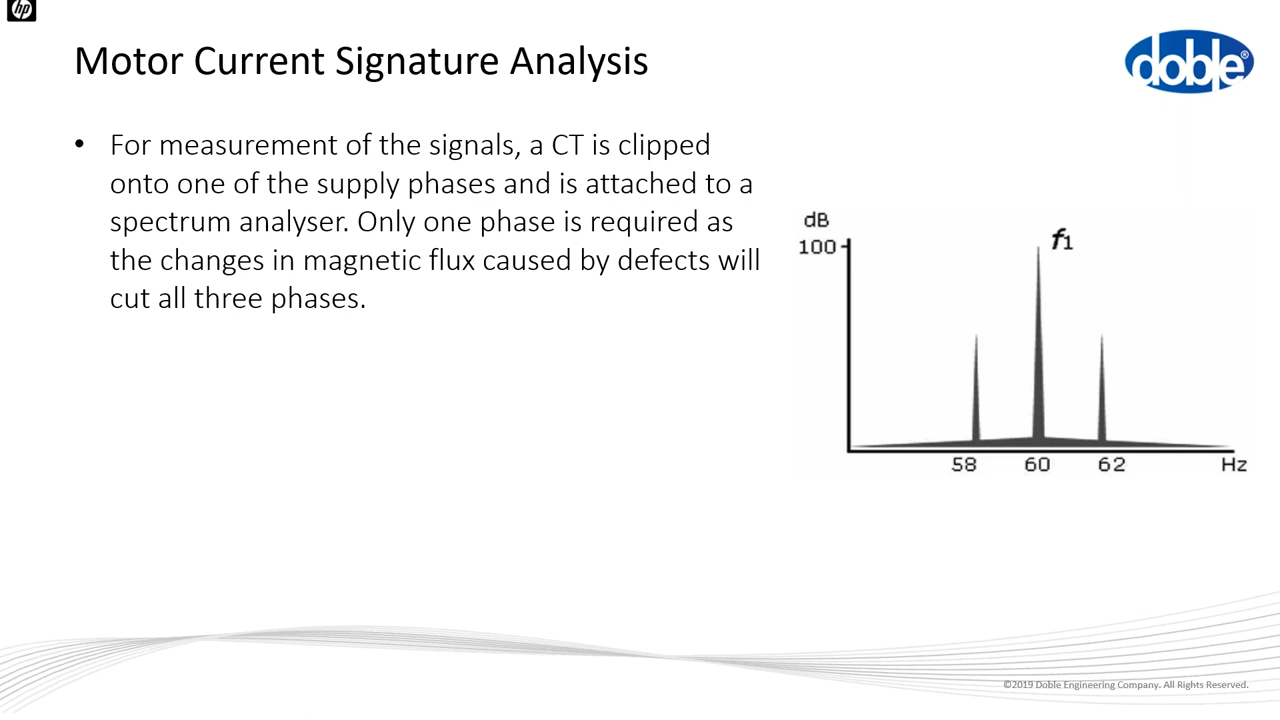 hp
Motor Current Signature Analysis
doble®
• For measurement of the signals, a CT is clipped
onto one of the supply phases and is attached to a
spectrum analyser. Only one phase is required as
the changes in magnetic flux caused by defects will
cut all three phases.
dB
100
f1
58 60 62 Hz
©2019 Doble Engineering Company. All Rights Reserved.